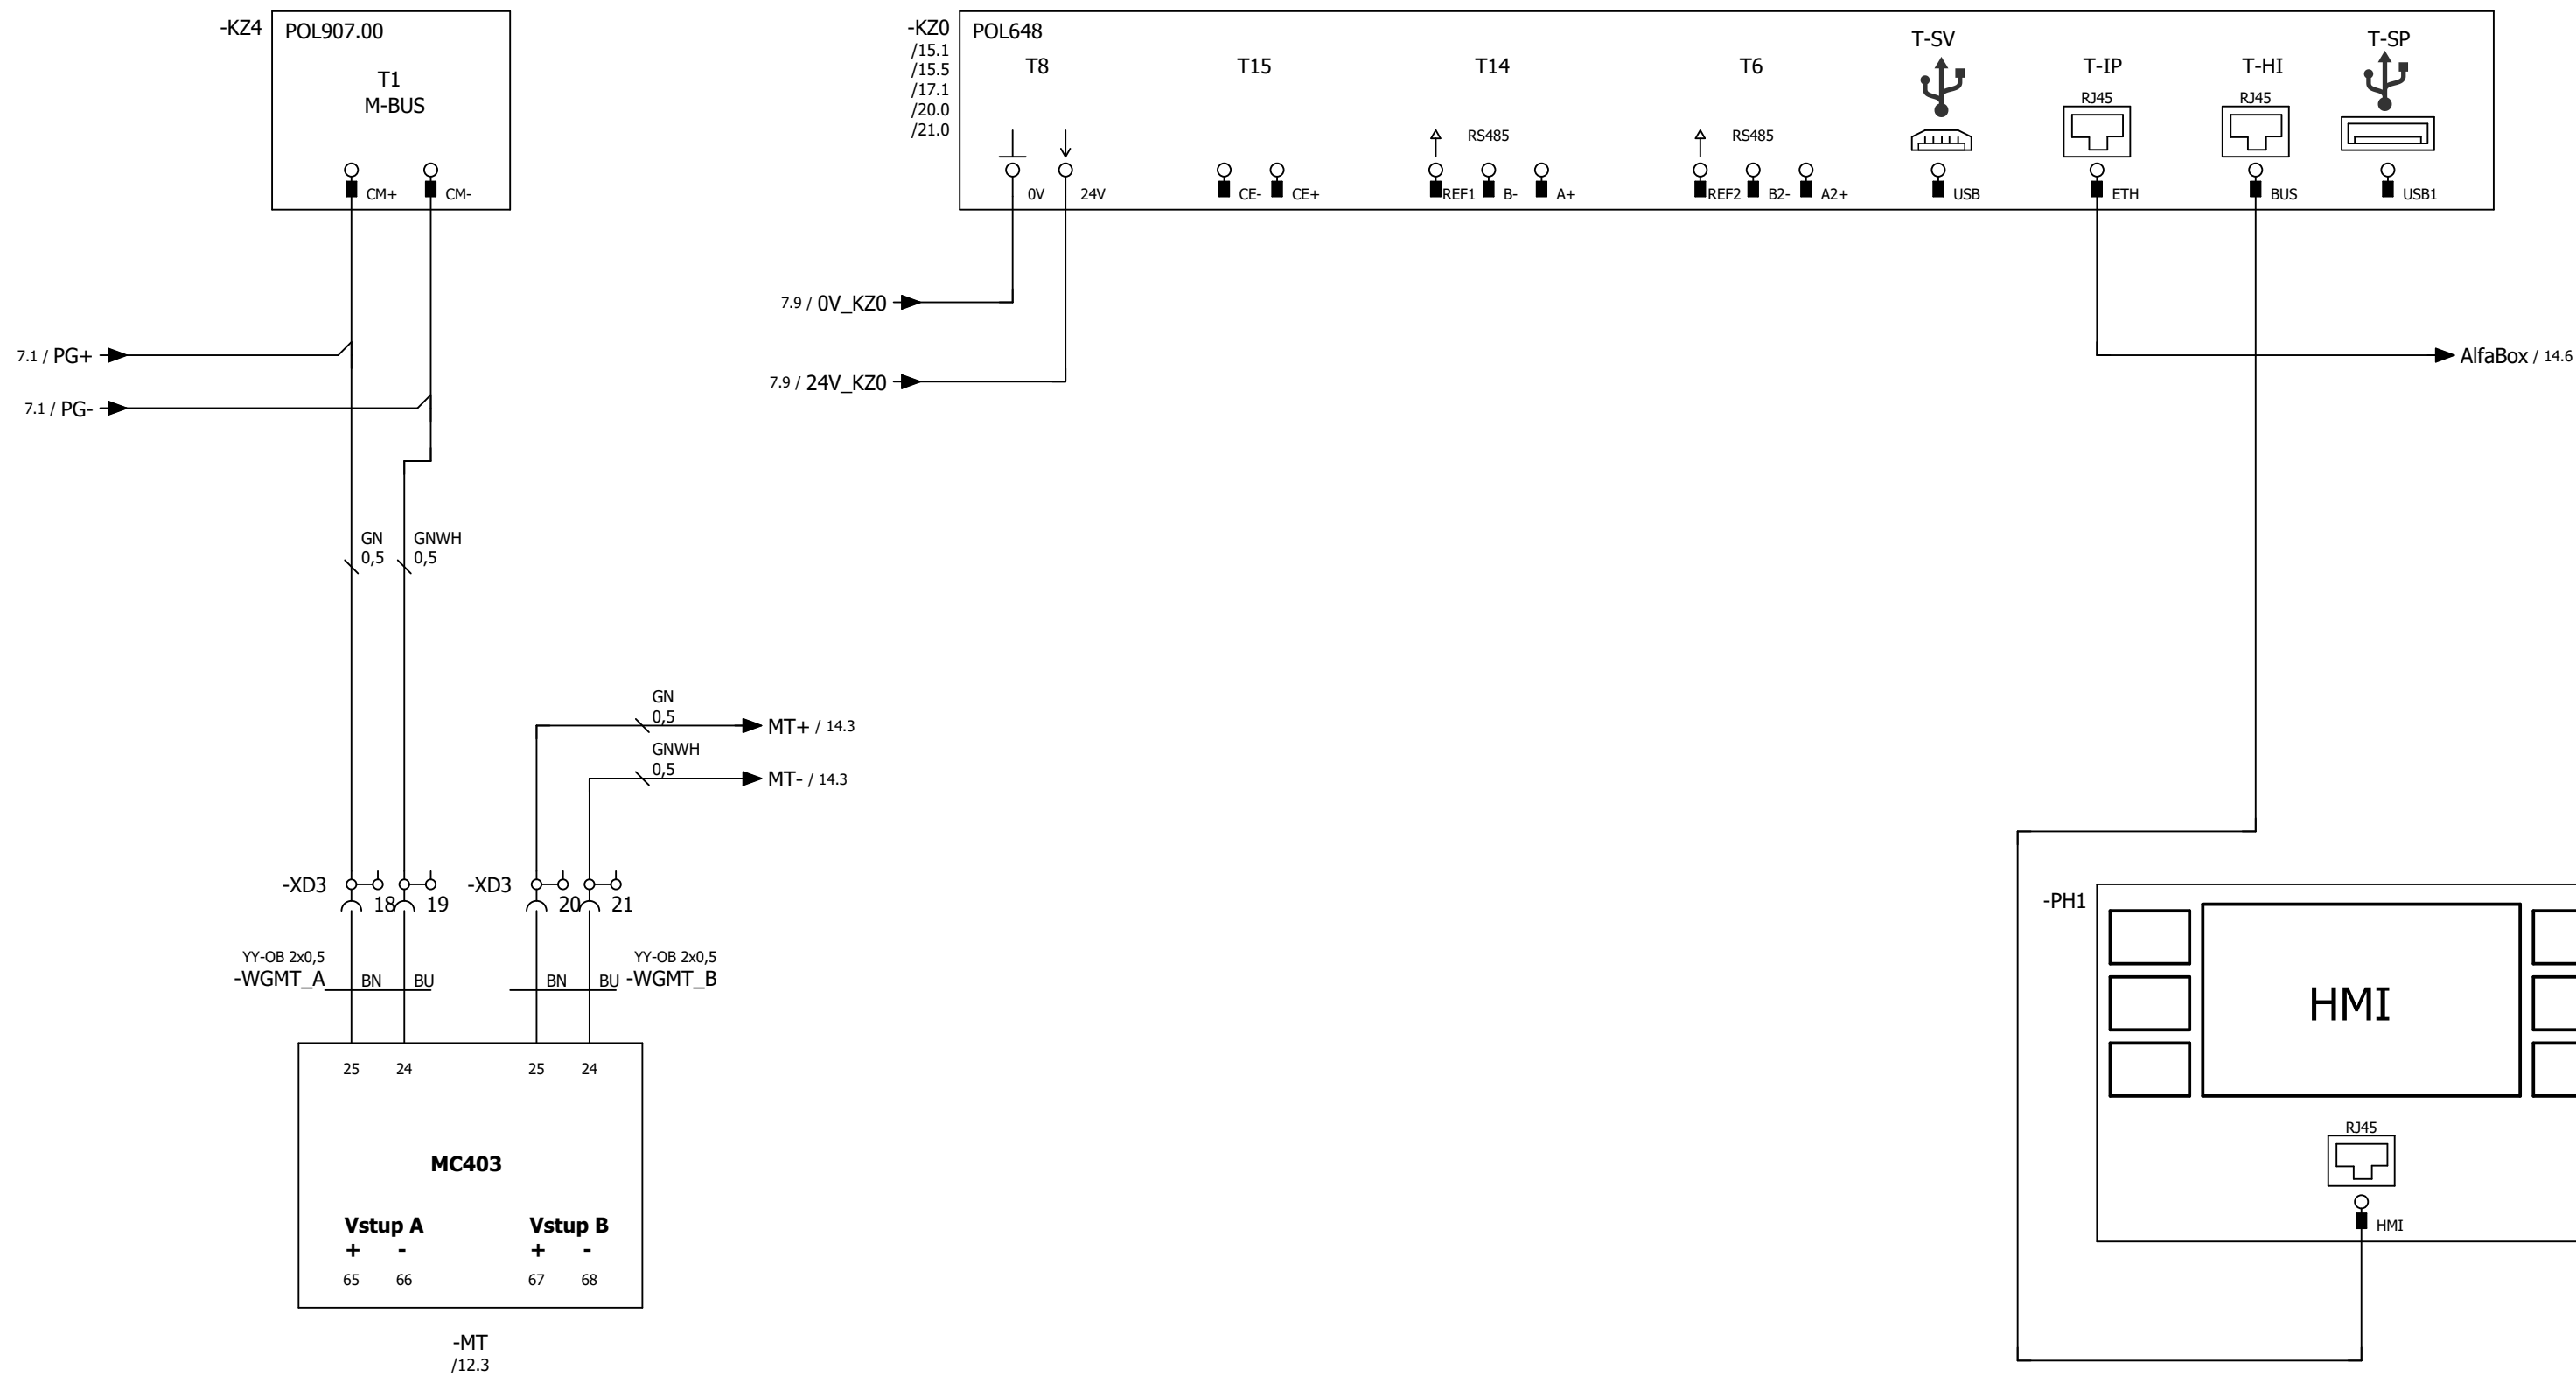 -KZ4
POL907.00
T1
M-BUS
CM+
CM-
7.1 / PG+
7.1 / PG-
GN
0,5
GNWH
0,5
-KZ0
/15.1
/15.5
/17.1
/20.0
/21.0
POL648
T8
T15
T14
T6
T-SV
T-IP
T-HI
T-SP
RS485
RS485
RJ45
RJ45
0V
24V
CE-
CE+
REF1
B-
A+
REF2
B2-
A2+
USB
ETH
BUS
USB1
7.9 / 0V_KZ0
7.9 / 24V_KZ0
AlfaBox / 14.6
GN
0,5
MT+ / 14.3
GNWH
0,5
MT- / 14.3
-XD3
18
19
-XD3
20
21
YY-OB 2x0,5
-WGMT_A
BN
BU
BN
BU
YY-OB 2x0,5
-WGMT_B
25
24
25
24
MC403
Vstup A
+ -
65 66
Vstup B
+ -
67 68
-MT
/12.3
-PH1
HMI
RJ45
HMI